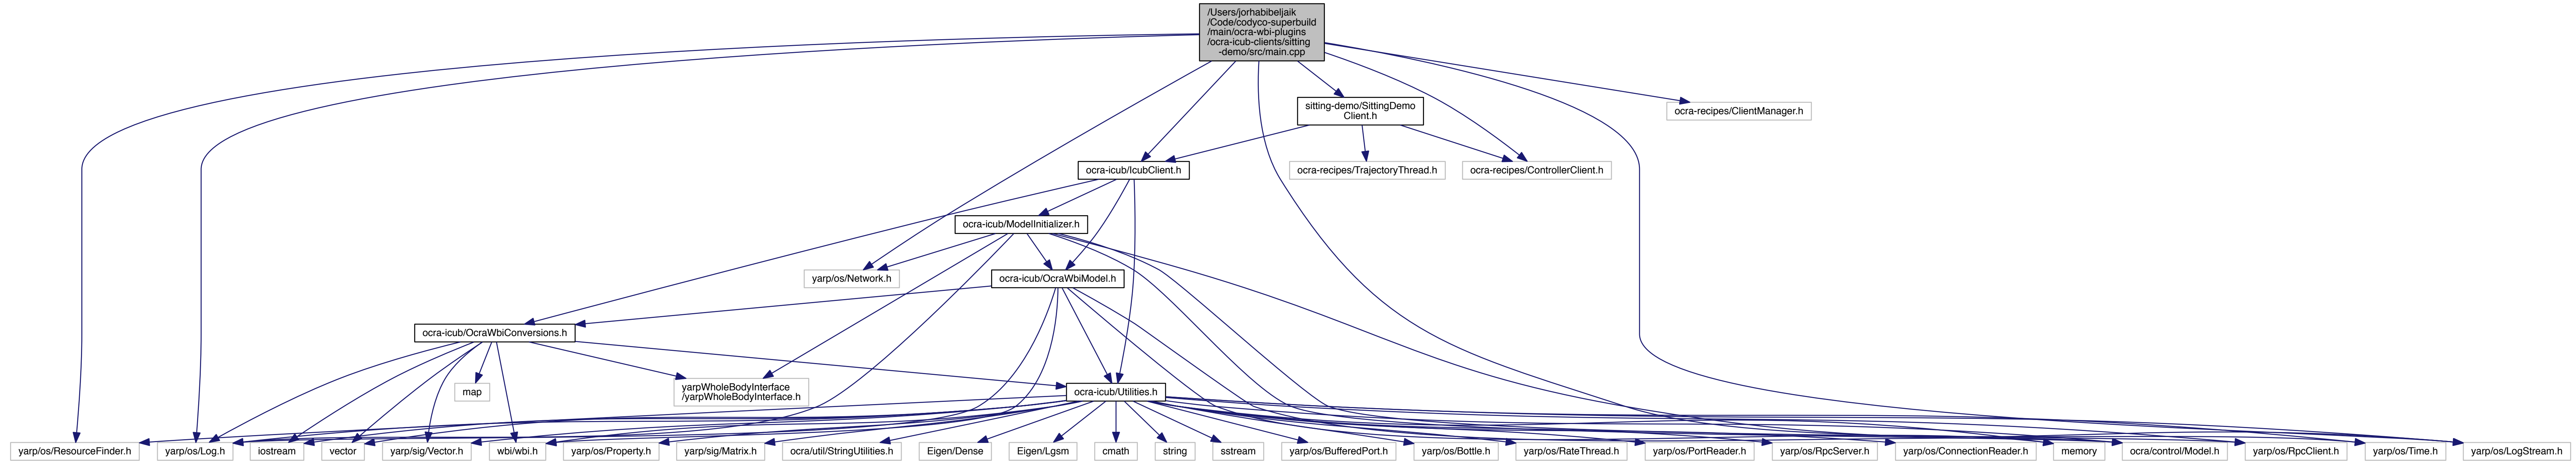 /Users/jorhabibeljaik
/Code/codyco-superbuild
/main/ocra-wbi-plugins
/ocra-icub-clients/sitting
-demo/src/main.cpp
sitting-demo/SittingDemo
Client.h
ocra-recipes/ClientManager.h
ocra-icub/IcubClient.h
ocra-recipes/TrajectoryThread.h
ocra-recipes/ControllerClient.h
ocra-icub/ModelInitializer.h
yarp/os/Network.h
ocra-icub/OcraWbiModel.h
ocra-icub/OcraWbiConversions.h
map
yarpWholeBodyInterface
/yarpWholeBodyInterface.h
ocra-icub/Utilities.h
yarp/os/ResourceFinder.h
yarp/os/Log.h
iostream
vector
yarp/sig/Vector.h
wbi/wbi.h
yarp/os/Property.h
yarp/sig/Matrix.h
ocra/util/StringUtilities.h
Eigen/Dense
Eigen/Lgsm
cmath
string
sstream
yarp/os/BufferedPort.h
yarp/os/Bottle.h
yarp/os/RateThread.h
yarp/os/PortReader.h
yarp/os/RpcServer.h
yarp/os/ConnectionReader.h
memory
ocra/control/Model.h
yarp/os/RpcClient.h
yarp/os/Time.h
yarp/os/LogStream.h